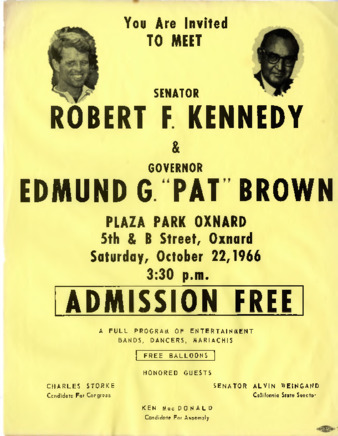 You Are Invited
TO MEET
SENATOR
ROBERT F. KENNEDY
&
GOVERNOR
EDMUND G. "PAT" BROWN
PLAZA PARK OXNARD
5th & B Street, Oxnard
Saturday, October 22, 1966
3:30 p.m.
ADMISSION FREE
A FULL PROGRAM OF ENTERTAINMENT
BANDS, DANCERS, MARIACHIS
FREE BALLOONS
HONORED GUESTS
CHARLES STORKE
Candidate For Congress
SENATOR ALVIN WEINGAND
California State Senator
KEN MacDONALD
Candidate For Assembly